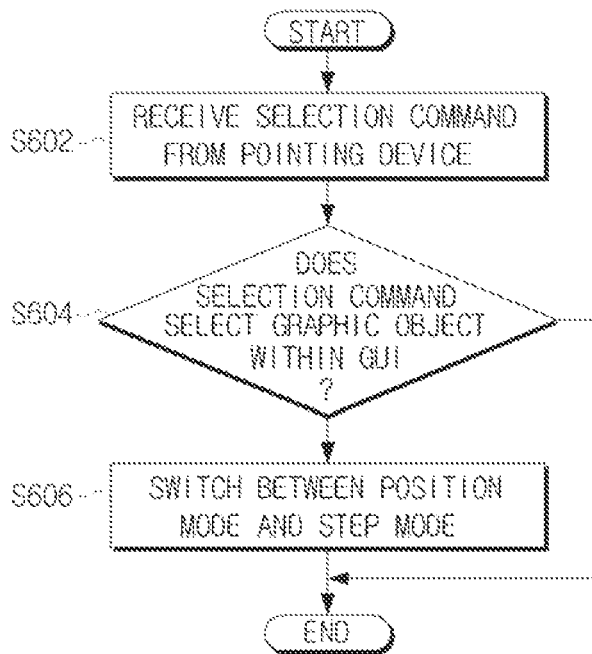 START
S602
RECEIVE SELECTION COMMAND
FROM POINTING DEVICE
S604
DOES
SELECTION COMMAND
SELECT GRAPHIC OBJECT
WITHIN GUI
?
S606
SWITCH BETWEEN POSITION
MODE AND STEP MODE
END